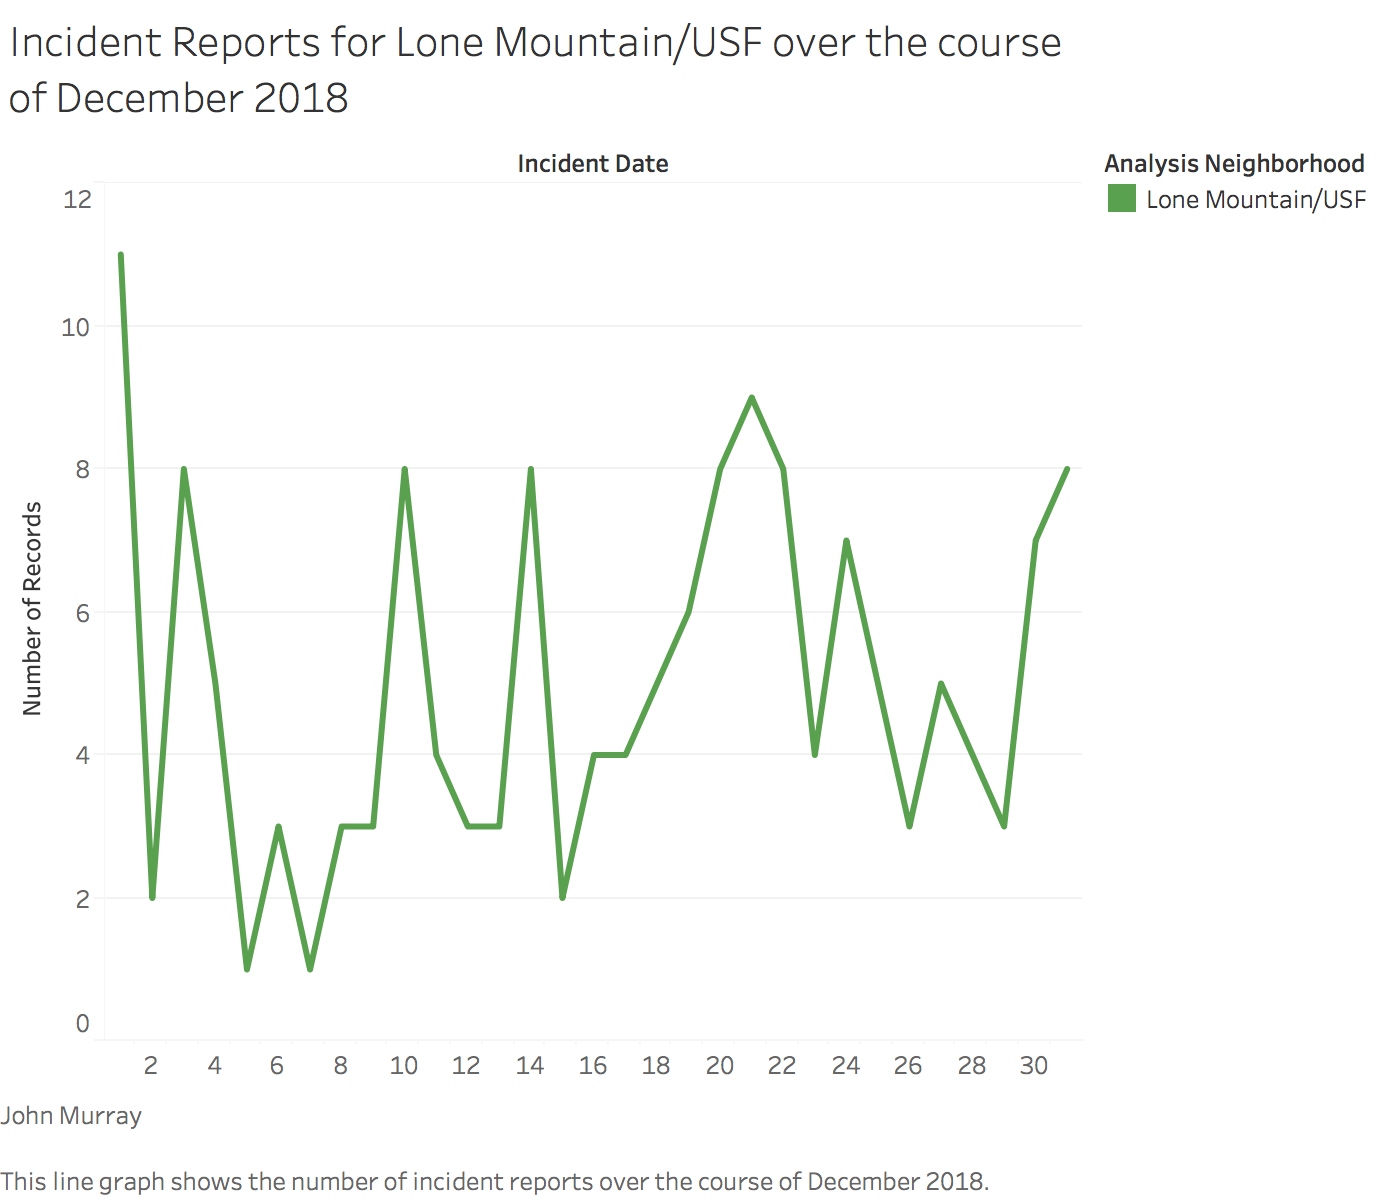 Incident Reports for Lone Mountain/USF over the course
of December 2018
Incident Date
Analysis Neighborhood
Lone Mountain/USF
Number of Records
12
10
8
6
4
2
0
2 4 6 8 10 12 14 16 18 20 22 24 26 28 30
John Murray
This line graph shows the number of incident reports over the course of December 2018.